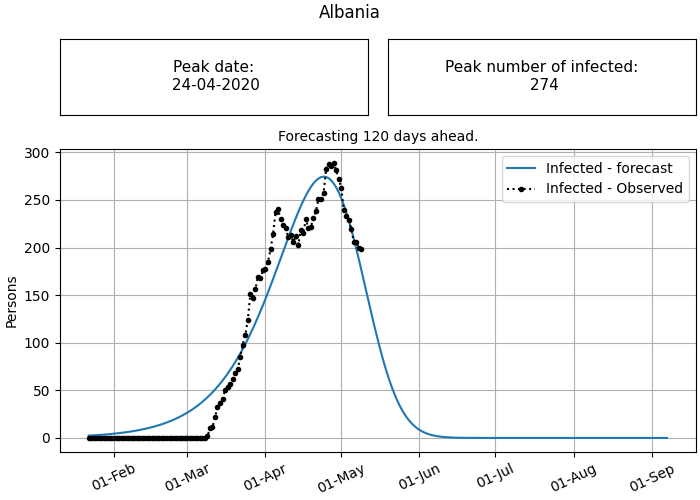 Albania
Peak date:
24-04-2020
Peak number of infected:
274
Forecasting 120 days ahead.
Infected - forecast
Infected - Observed
Persons
300
250
200
150
100
50
0
01-Feb
01-Mar
01-Apr
01-May
01-Jun
01-Jul
01-Aug
01-Sep